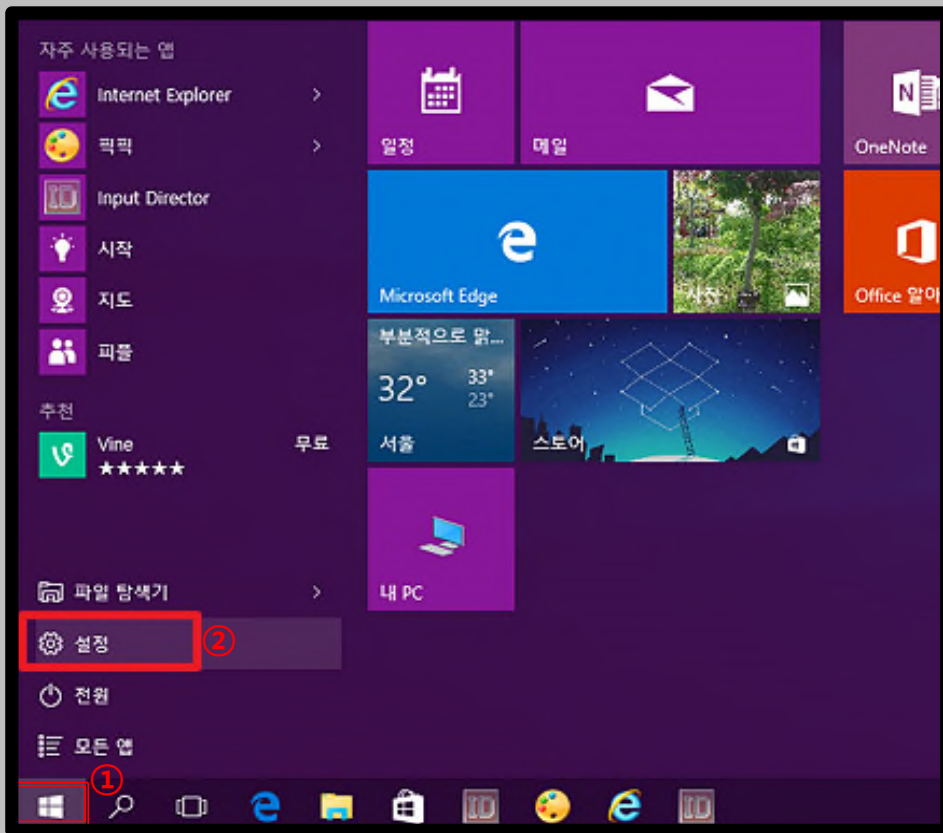 자주 사용되는 앱
Internet Explorer
픽픽
Input Director
시작
지도
피플
추천
Vine 무료
★★★★★
파일 탐색기
설정 ②
전원
모든 앱
①
일정
메일
OneNote
Microsoft Edge
사진
Office 알아
부분적으로 맑...
32° 33°
23°
서울
스토어
내 PC